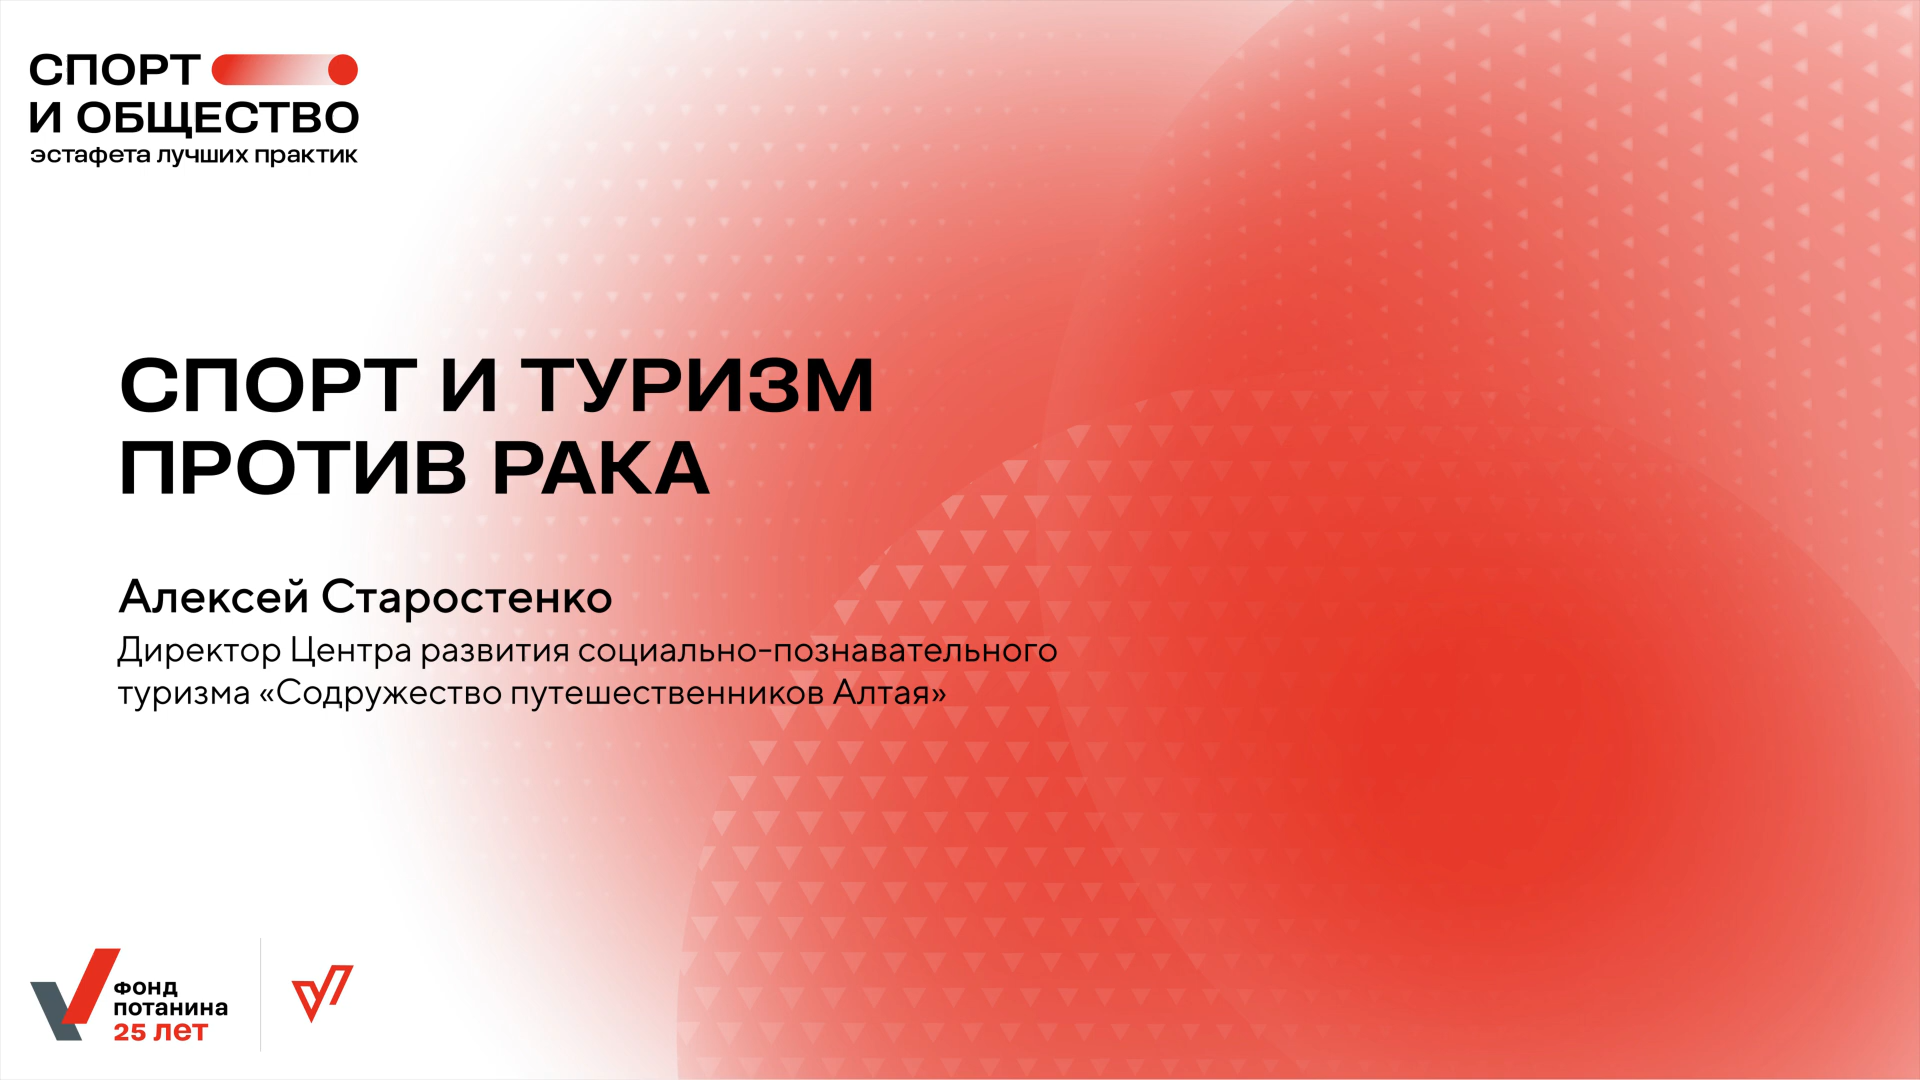 СПОРТ
И ОБЩЕСТВО
эстафета лучших практик
СПОРТ И ТУРИЗМ
ПРОТИВ РАКА
Алексей Старостенко
Директор Центра развития социально-познавательного
туризма «Содружество путешественников Алтая»
ФОНД
ПОТАНИНА
25 ЛЕТ